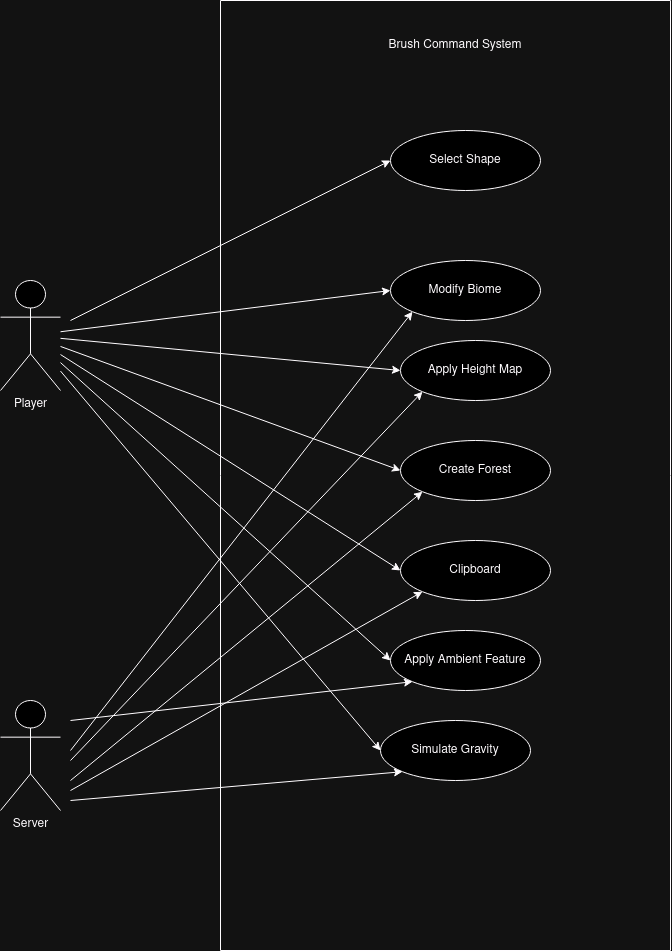 Brush Command System
Select Shape
Modify Biome
Apply Height Map
Player
Create Forest
Clipboard
Apply Ambient Feature
Simulate Gravity
Server